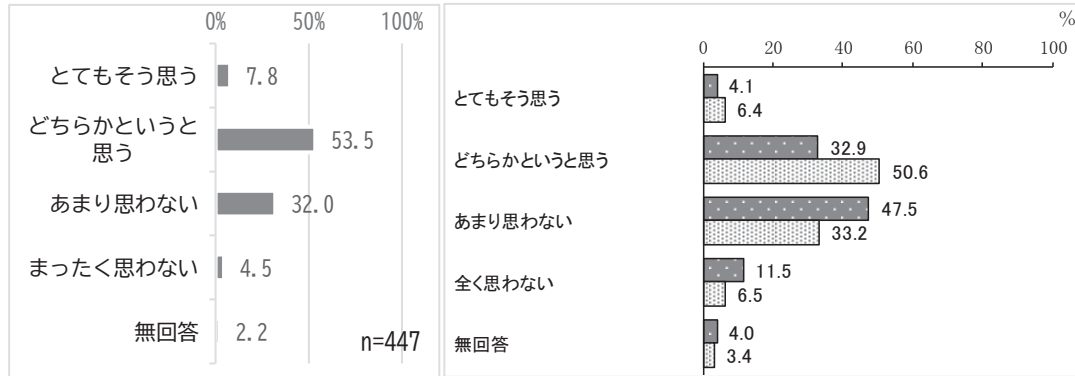 0% 50% 100%
とてもそう思う 7.8
どちらかというと
思う 53.5
あまり思わない 32.0
まったく思わない 4.5
無回答 2.2
n=447
%
0 20 40 60 80 100
とてもそう思う 4.1
6.4
どちらかというと思う 32.9
50.6
あまり思わない 47.5
33.2
全く思わない 11.5
6.5
無回答 4.0
3.4